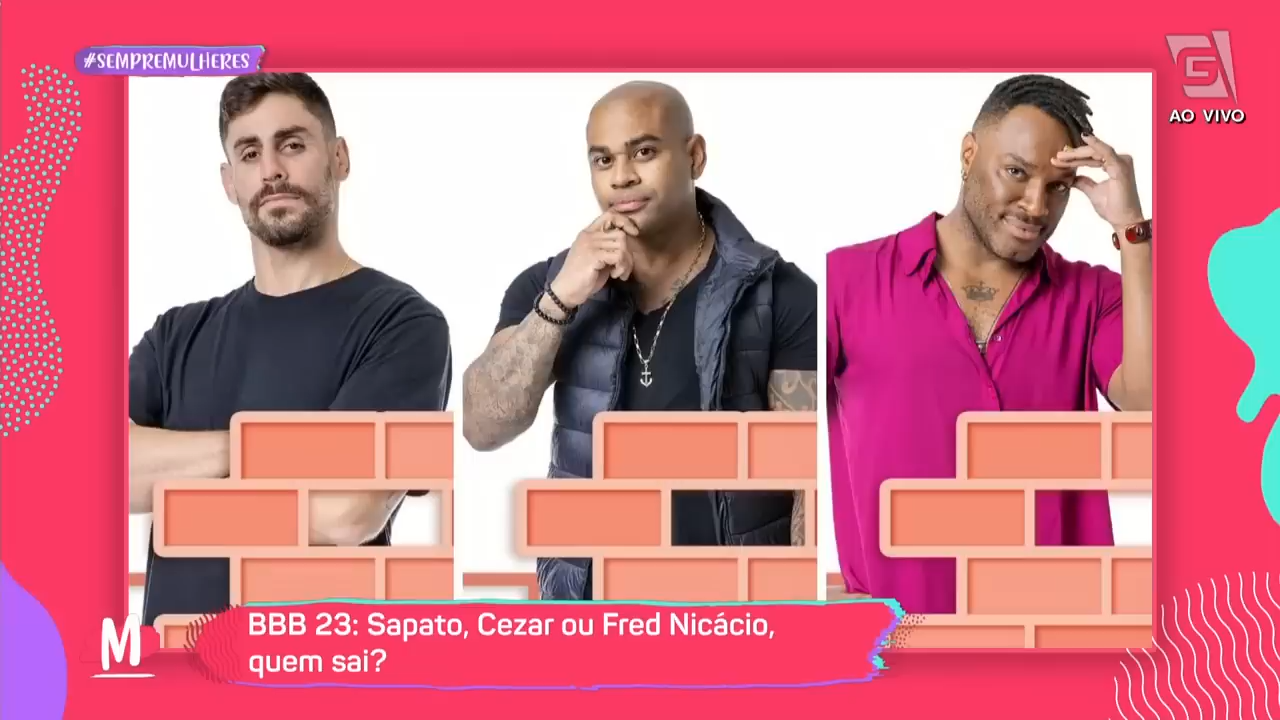 #SEMPREMULHERES
G
AO VIVO
M
BBB 23: Sapato, Cezar ou Fred Nicácio,
quem sai?